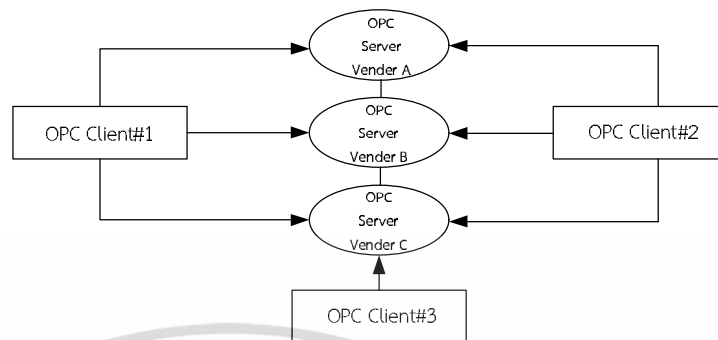 OPC
Server
Vender A
OPC Client#1
OPC
Server
Vender B
OPC Client#2
OPC
Server
Vender C
OPC Client#3